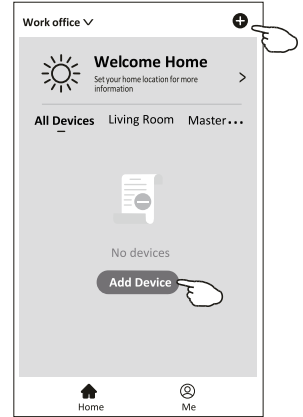 Work office
Welcome Home
Set your home location for more
information
All Devices Living Room Master...
No devices
Add Device
Home Me